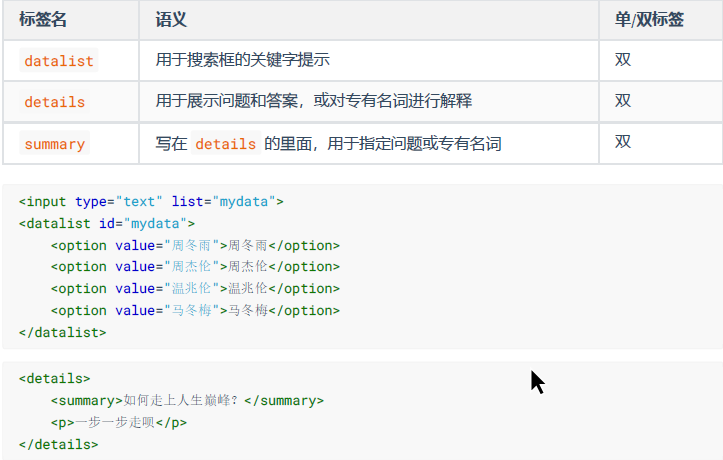 标签名 语义 单/双标签
datalist 用于搜索框的关键字提示 双
details 用于展示问题和答案，或对专有名词进行解释 双
summary 写在 details 的里面，用于指定问题或专有名词 双
<input type="text" list="mydata">
<datalist id="mydata">
    <option value="周冬雨">周冬雨</option>
    <option value="周杰伦">周杰伦</option>
    <option value="温兆伦">温兆伦</option>
    <option value="马冬梅">马冬梅</option>
</datalist>
<details>
    <summary>如何走上人生巅峰？</summary>
    <p>一步一步走呗</p>
</details>